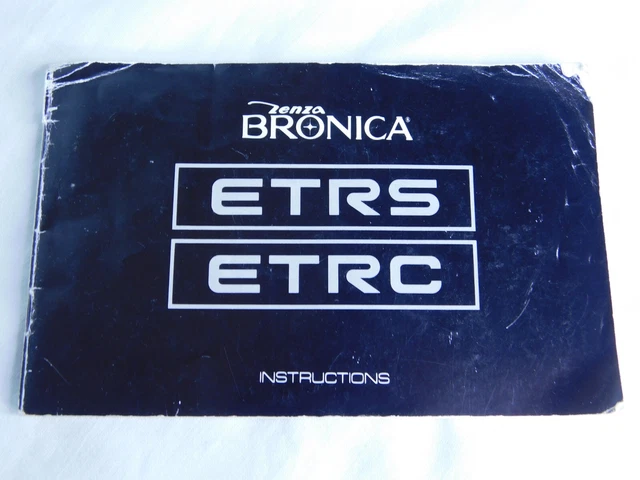 Zenza
BRONICA®
ETRS
ETRC
INSTRUCTIONS